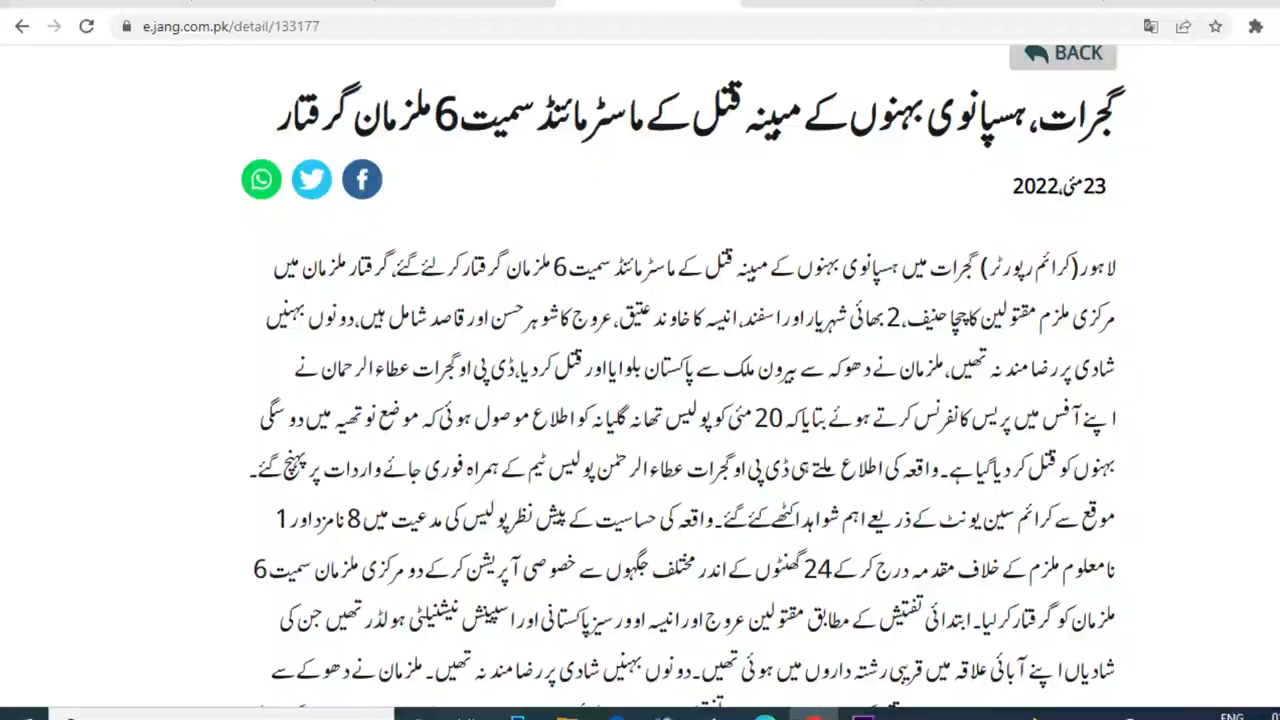 e.jang.com.pk/detail/133177
BACK
گجرات، ہسپانوی بہنوں کے مبینہ قتل کے ماسٹر مائنڈ سمیت 6 ملزمان گرفتار
23 مئی، 2022
لاہور (کرائم رپورٹر) گجرات میں ہسپانوی بہنوں کے مبینہ قتل کے ماسٹر مائنڈ سمیت 6 ملزمان گرفتار کر لئے گئے، گرفتار ملزمان میں
مرکزی ملزم مقتولین کا چچا حنیف، 2 بھائی شہریار اور اسفند، انیسہ کا خاوند عتیق، عروج کا شوہر حسن اور قاصد شامل ہیں، دونوں بہنیں
شادی پر رضا مند نہ تھیں، ملزمان نے دھوکہ سے بیرون ملک سے پاکستان بلوایا اور قتل کر دیا، ڈی پی او گجرات عطاء الرحمان نے
اپنے آفس میں پریس کانفرنس کرتے ہوئے بتایا کہ 20 مئی کو پولیس تھانہ گلیانہ کو اطلاع موصول ہوئی کہ موضع نوتھیہ میں دو سگی
بہنوں کو قتل کر دیا گیا ہے۔ واقعہ کی اطلاع ملتے ہی ڈی پی او گجرات عطاء الرحمٰن پولیس ٹیم کے ہمراہ فوری جائے واردات پر پہنچ گئے۔
موقع سے کرائم سین یونٹ کے ذریعے اہم شواہد اکٹھے کئے گئے۔ واقعہ کی حساسیت کے پیش نظر پولیس کی مدعیت میں 8 نامزد اور 1
نامعلوم ملزم کے خلاف مقدمہ درج کر کے 24 گھنٹوں کے اندر مختلف جگہوں سے خصوصی آپریشن کر کے دو مرکزی ملزمان سمیت 6
ملزمان کو گرفتار کر لیا۔ ابتدائی تفتیش کے مطابق مقتولین عروج اور انیسہ اوورسیز پاکستانی اور اسپینش نیشنیلٹی ہولڈر تھیں جن کی
شادیاں اپنے آبائی علاقہ میں قریبی رشتہ داروں میں ہوئی تھیں۔ دونوں بہنیں شادی پر رضا مند نہ تھیں۔ ملزمان نے دھوکے سے
ENG